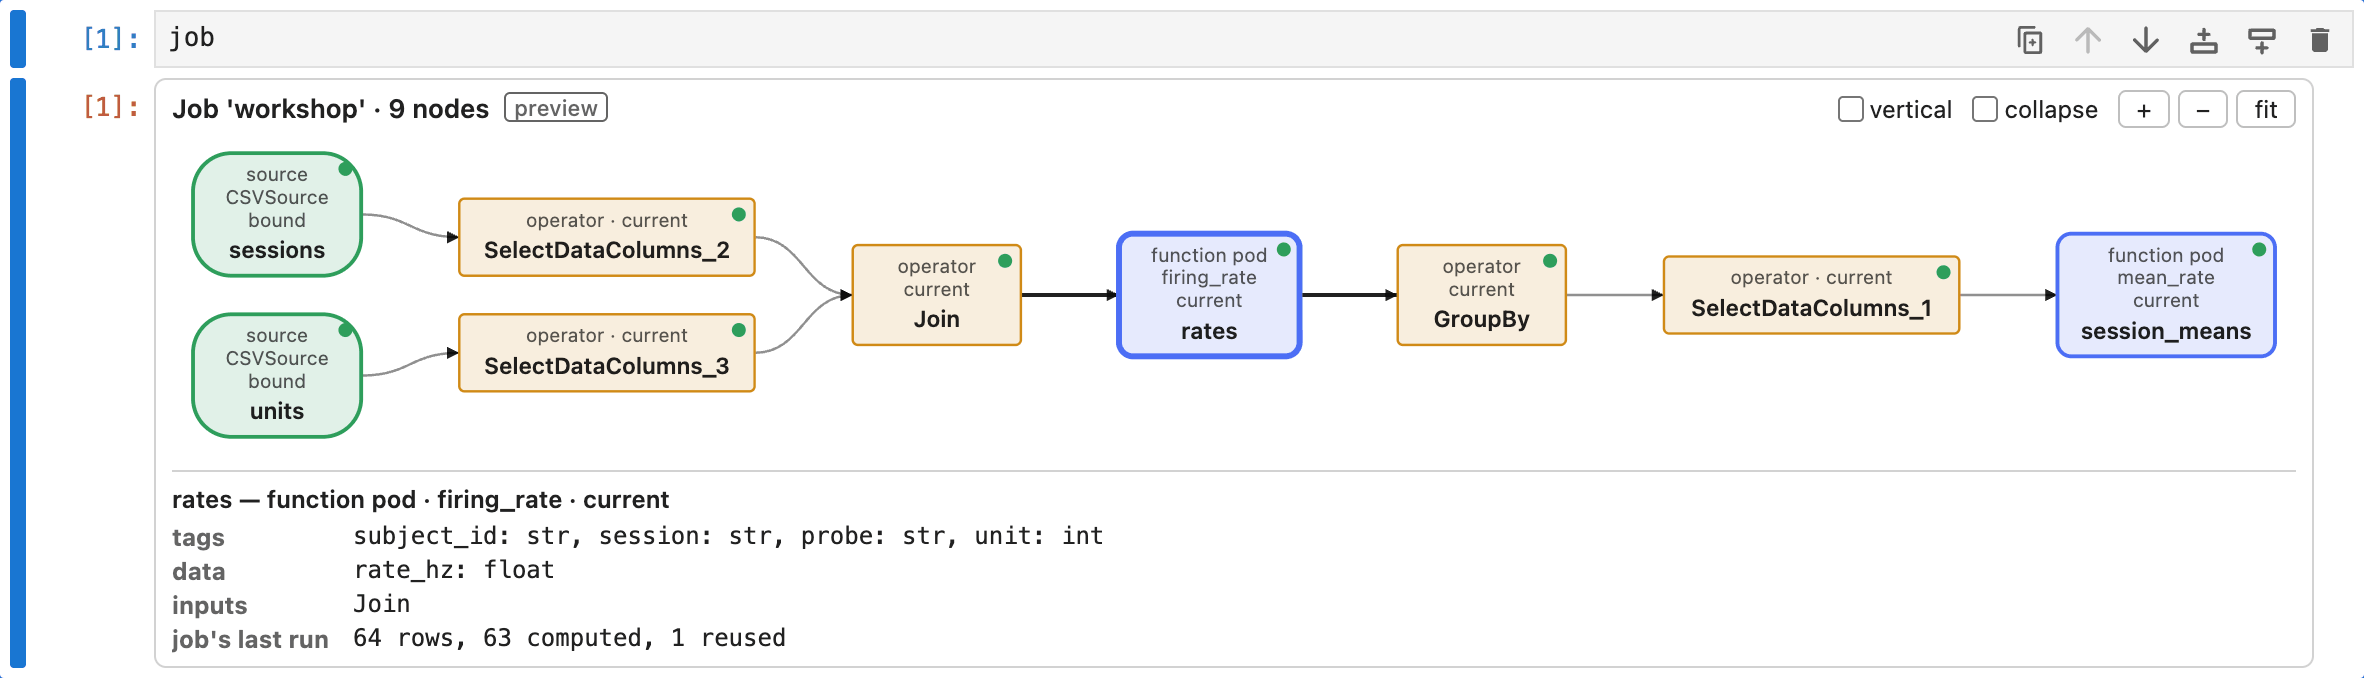 [1]: job
[1]: Job 'workshop' · 9 nodes preview vertical collapse + − fit
source
CSVSource
bound
sessions
source
CSVSource
bound
units
operator · current
SelectDataColumns_2
operator · current
SelectDataColumns_3
operator
current
Join
function pod
firing_rate
current
rates
operator
current
GroupBy
operator · current
SelectDataColumns_1
function pod
mean_rate
current
session_means
rates — function pod · firing_rate · current
tags subject_id: str, session: str, probe: str, unit: int
data rate_hz: float
inputs Join
job's last run 64 rows, 63 computed, 1 reused